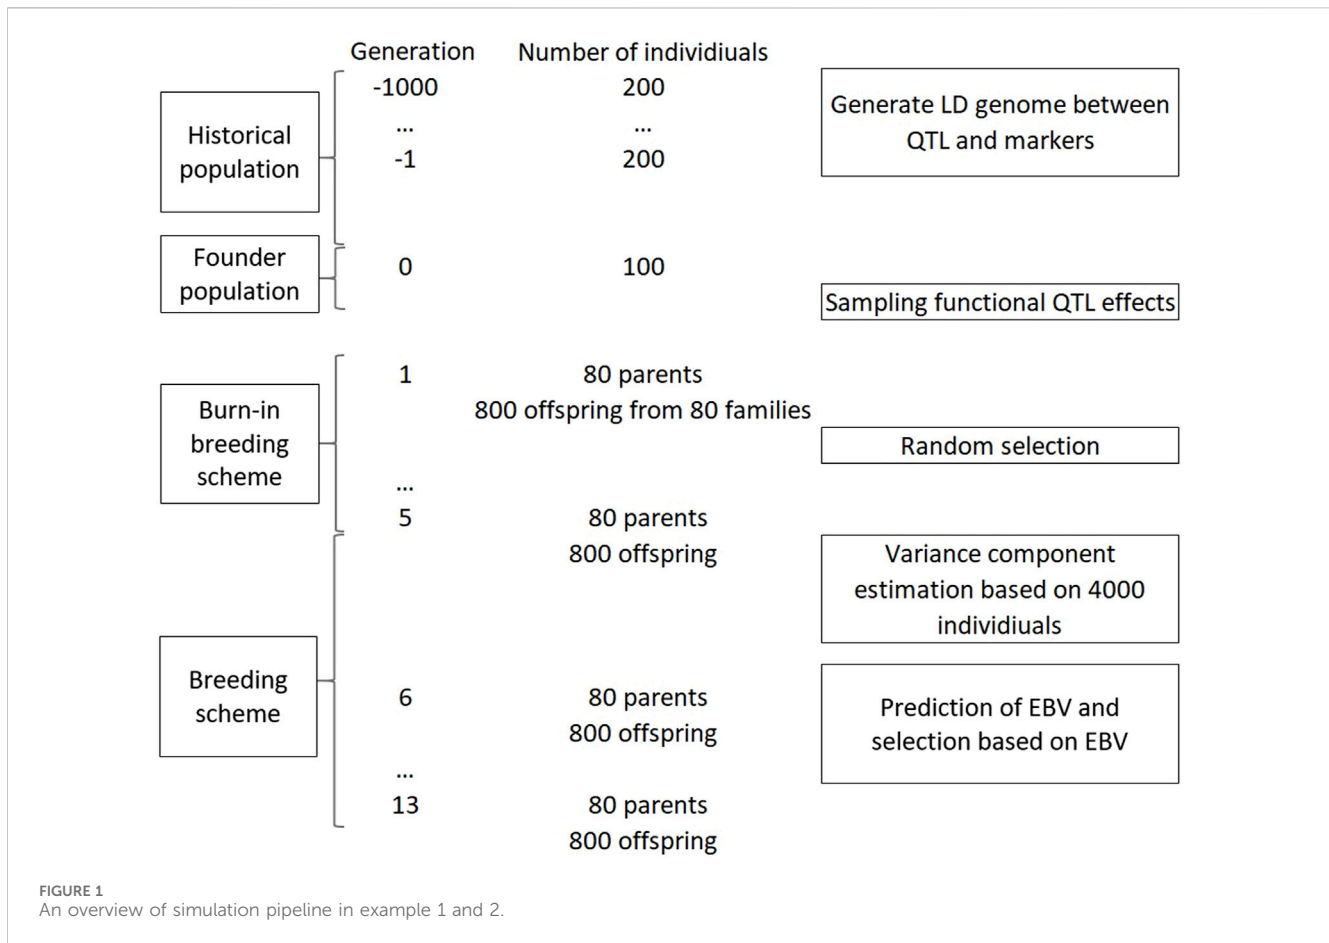 Generation
Number of individiuals
-1000
200
...
...
-1
200
Historical
population
Generate LD genome between
QTL and markers
Founder
population
0
100
Sampling functional QTL effects
Burn-in
breeding
scheme
1
80 parents
800 offspring from 80 families
Random selection
...
5
80 parents
800 offspring
Variance component
estimation based on 4000
individiuals
Breeding
scheme
6
80 parents
800 offspring
Prediction of EBV and
selection based on EBV
...
13
80 parents
800 offspring
FIGURE 1
An overview of simulation pipeline in example 1 and 2.